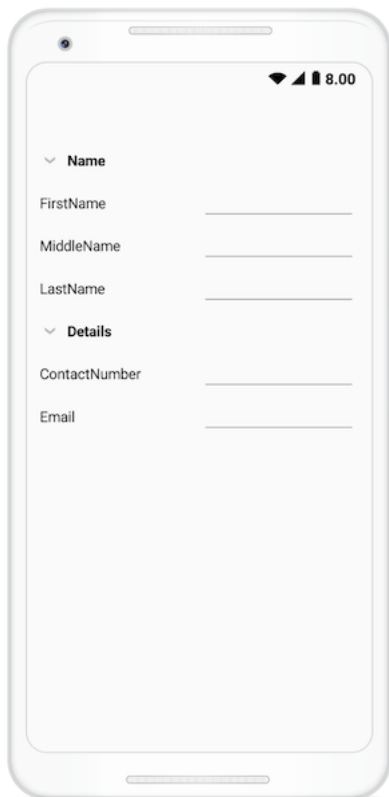 8.00
Name
FirstName
MiddleName
LastName
Details
ContactNumber
Email